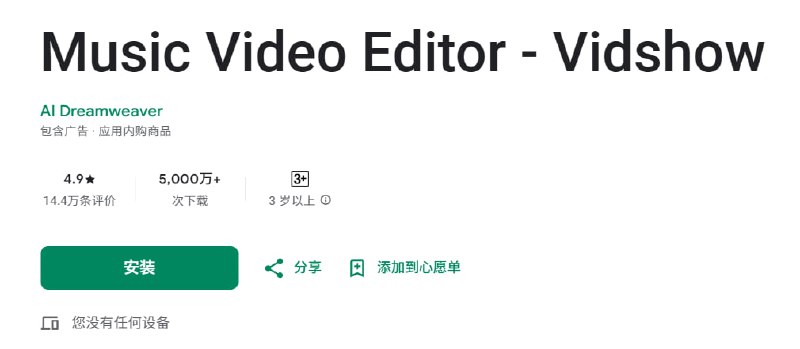 Music Video Editor - Vidshow
AI Dreamweaver
包含广告 · 应用内购商品
4.9★ 5,000万+ 3+
14.4万条评价 次下载 3 岁以上
安装 分享 添加到心愿单
您没有任何设备